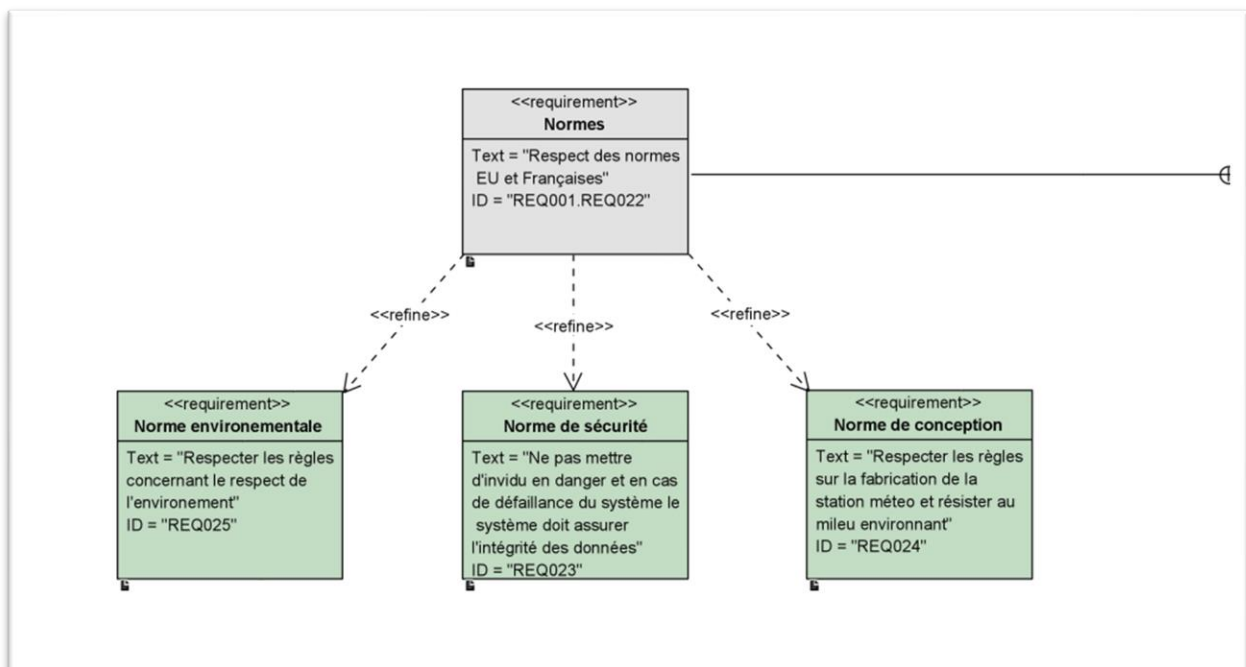 <<requirement>>
Normes
Text = "Respect des normes
EU et Françaises"
ID = "REQ001.REQ022"
<<refine>>
<<refine>>
<<refine>>
<<requirement>>
Norme environementale
Text = "Respecter les règles
concernant le respect de
l'environement"
ID = "REQ025"
<<requirement>>
Norme de sécurité
Text = "Ne pas mettre
d'invidu en danger et en cas
de défaillance du système le
système doit assurer
l'intégrité des données"
ID = "REQ023"
<<requirement>>
Norme de conception
Text = "Respecter les règles
sur la fabrication de la
station méteo et résister au
mileu environnant"
ID = "REQ024"